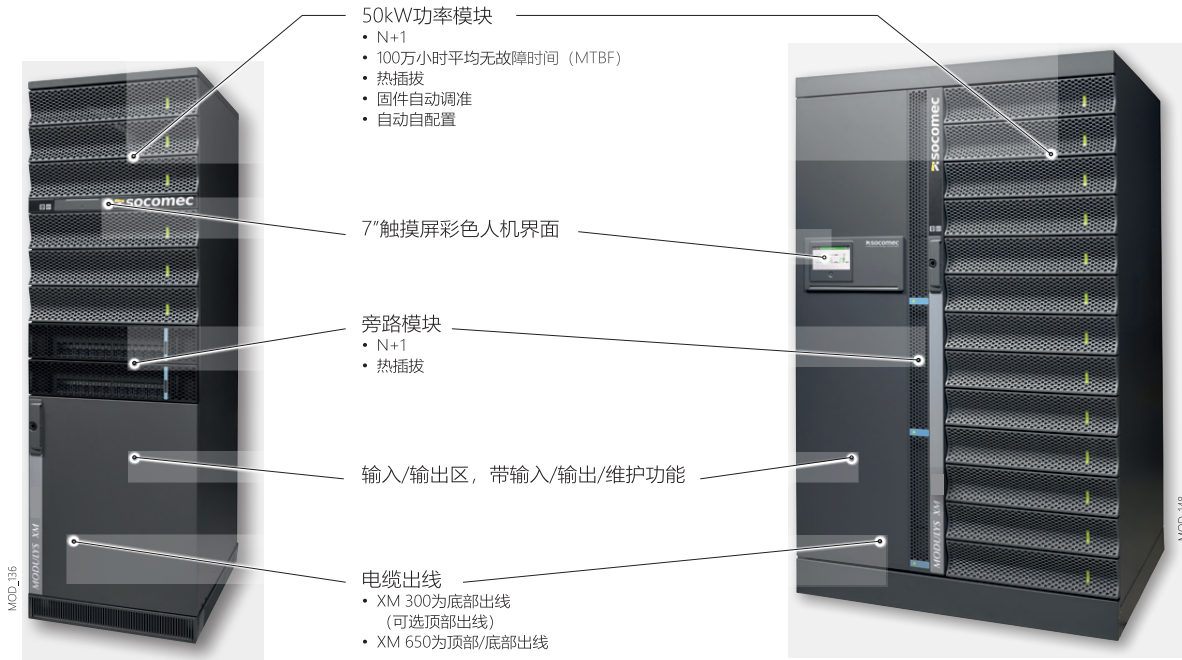 50kW功率模块
• N+1
• 100万小时平均无故障时间（MTBF）
• 热插拔
• 固件自动调准
• 自动自配置
socomec
socomec
socomec
7”触摸屏彩色人机界面
旁路模块
• N+1
• 热插拔
输入/输出区，带输入/输出/维护功能
电缆出线
• XM 300为底部出线
（可选顶部出线）
• XM 650为顶部/底部出线
MODULYS XM
MODULYS XM
MOD_136
MOD_148